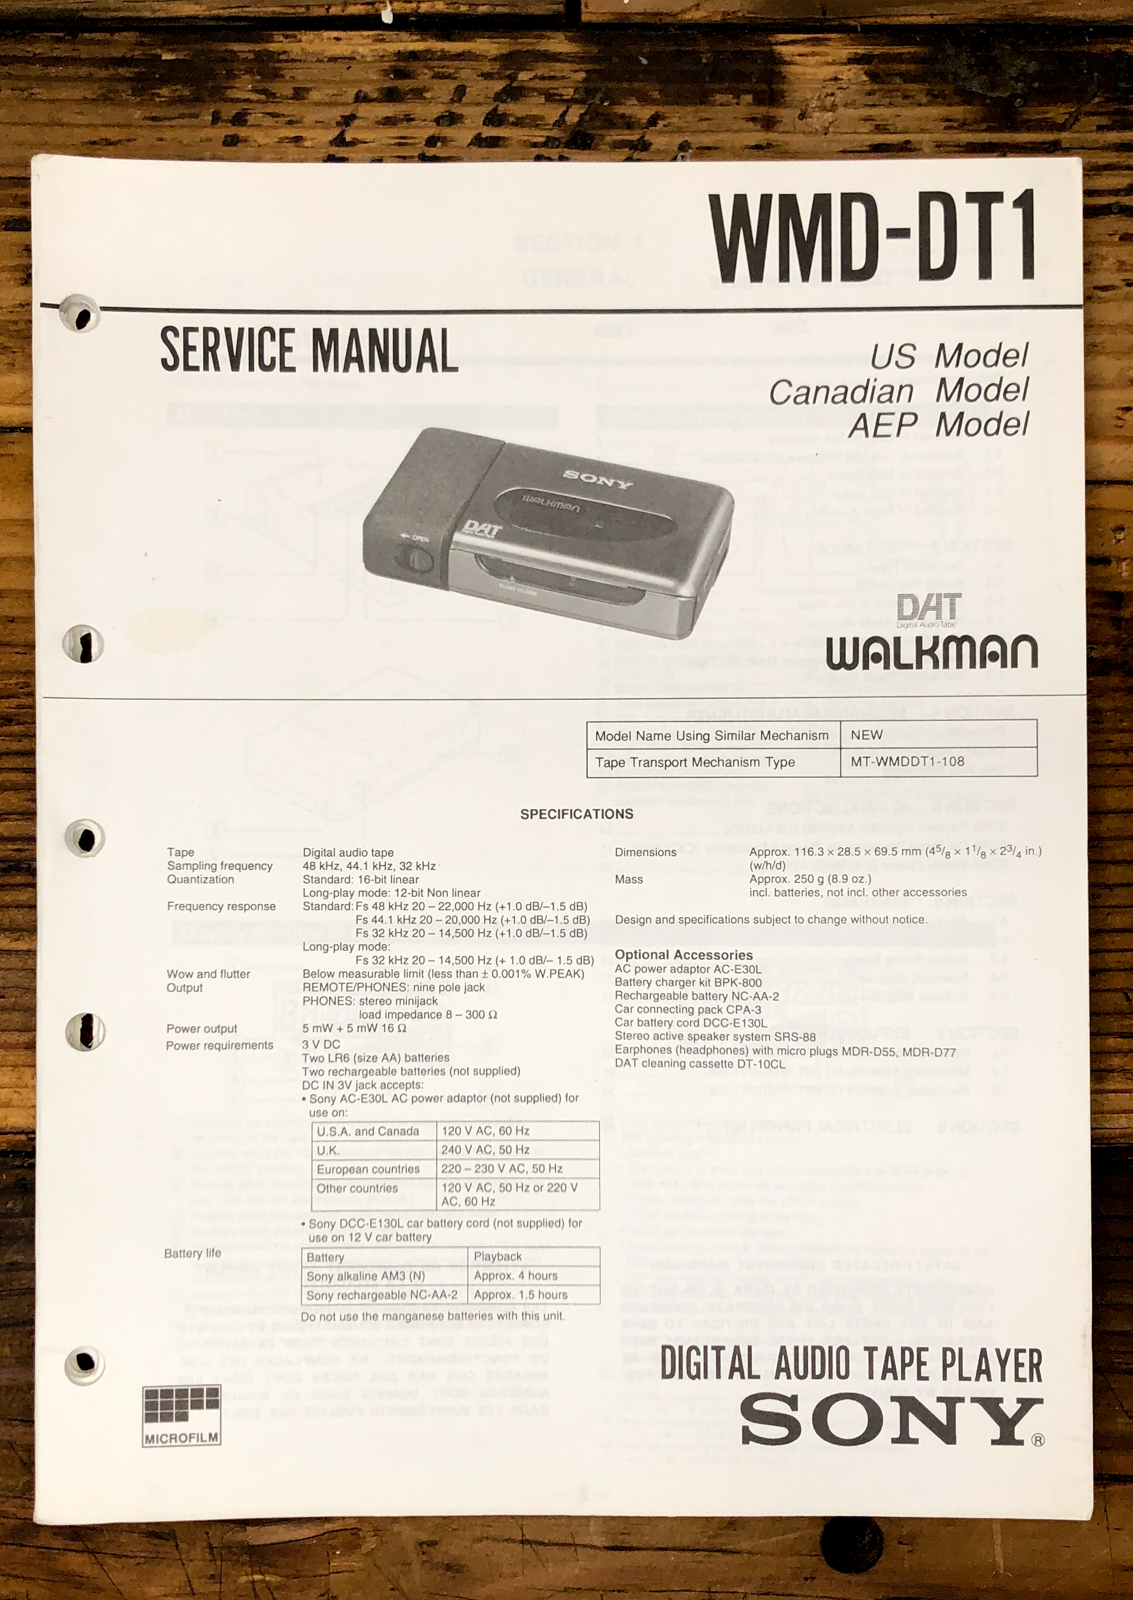 WMD-DT1
SERVICE MANUAL
US Model
Canadian Model
AEP Model
SONY
WALKMAN
DAT
OPEN
PUSH CLOSE
DAT
Digital Audio Tape
WALKMAN
Model Name Using Similar Mechanism NEW
Tape Transport Mechanism Type MT-WMDDT1-108
SPECIFICATIONS
Tape Digital audio tape
Sampling frequency 48 kHz, 44.1 kHz, 32 kHz
Quantization Standard: 16-bit linear
Long-play mode: 12-bit Non linear
Frequency response Standard: Fs 48 kHz 20 – 22,000 Hz (+1.0 dB/–1.5 dB)
Fs 44.1 kHz 20 – 20,000 Hz (+1.0 dB/–1.5 dB)
Fs 32 kHz 20 – 14,500 Hz (+1.0 dB/–1.5 dB)
Long-play mode:
Fs 32 kHz 20 – 14,500 Hz (+ 1.0 dB/– 1.5 dB)
Wow and flutter Below measurable limit (less than ± 0.001% W.PEAK)
Output REMOTE/PHONES: nine pole jack
PHONES: stereo minijack
load impedance 8 – 300 Ω
Power output 5 mW + 5 mW 16 Ω
Power requirements 3 V DC
Two LR6 (size AA) batteries
Two rechargeable batteries (not supplied)
DC IN 3V jack accepts:
• Sony AC-E30L AC power adaptor (not supplied) for
use on:
U.S.A. and Canada 120 V AC, 60 Hz
U.K. 240 V AC, 50 Hz
European countries 220 – 230 V AC, 50 Hz
Other countries 120 V AC, 50 Hz or 220 V
AC, 60 Hz
• Sony DCC-E130L car battery cord (not supplied) for
use on 12 V car battery
Battery life
Battery Playback
Sony alkaline AM3 (N) Approx. 4 hours
Sony rechargeable NC-AA-2 Approx. 1.5 hours
Do not use the manganese batteries with this unit.
Dimensions Approx. 116.3 × 28.5 × 69.5 mm (4 5/8 × 1 1/8 × 2 3/4 in.)
(w/h/d)
Mass Approx. 250 g (8.9 oz.)
incl. batteries, not incl. other accessories
Design and specifications subject to change without notice.
Optional Accessories
AC power adaptor AC-E30L
Battery charger kit BPK-800
Rechargeable battery NC-AA-2
Car connecting pack CPA-3
Car battery cord DCC-E130L
Stereo active speaker system SRS-88
Earphones (headphones) with micro plugs MDR-D55, MDR-D77
DAT cleaning cassette DT-10CL
MICROFILM
DIGITAL AUDIO TAPE PLAYER
SONY®